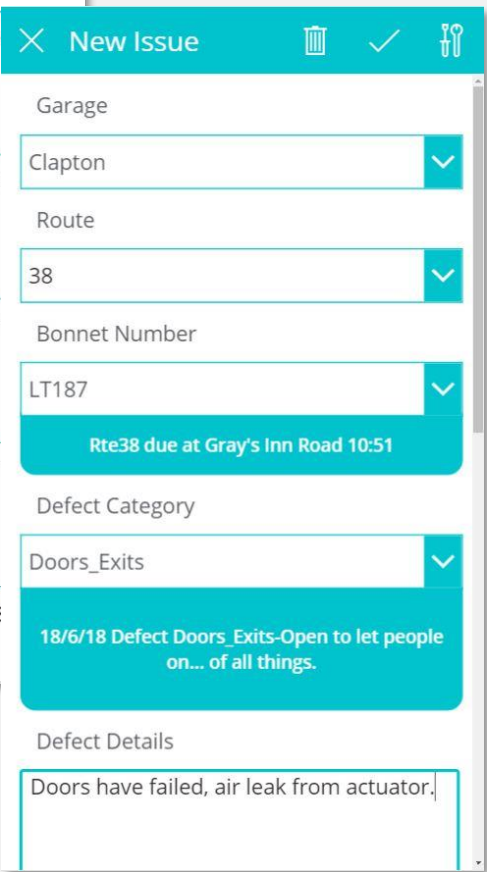 New Issue
Garage
Clapton
Route
38
Bonnet Number
LT187
Rte38 due at Gray's Inn Road 10:51
Defect Category
Doors_Exits
18/6/18 Defect Doors_Exits-Open to let people
on... of all things.
Defect Details
Doors have failed, air leak from actuator.